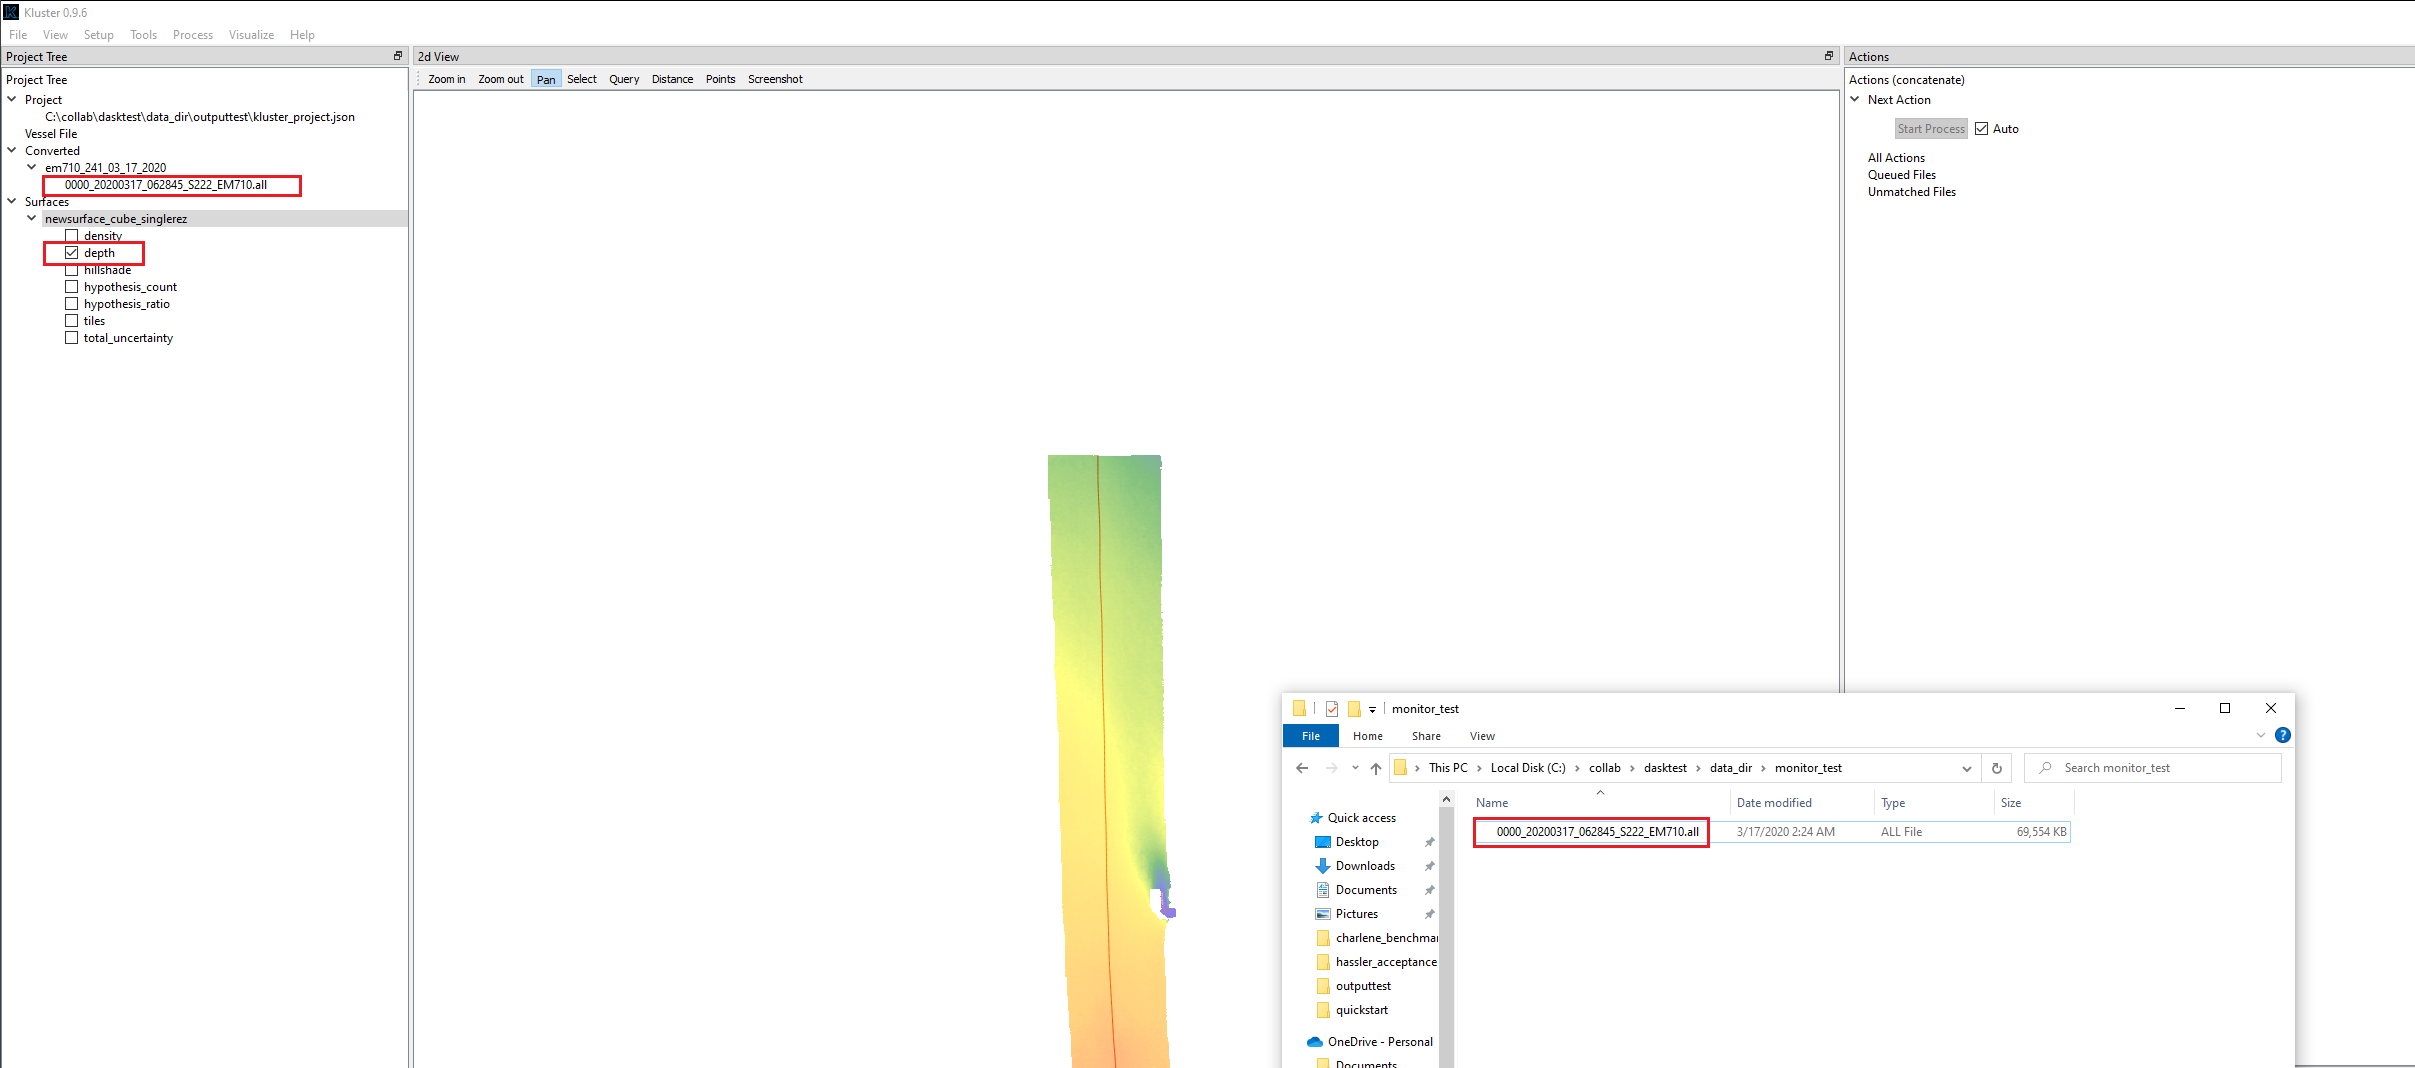 Kluster 0.9.6
File View Setup Tools Process Visualize Help
Project Tree
Project Tree
Project
C:\collab\dasktest\data_dir\outputtest\kluster_project.json
Vessel File
Converted
em710_241_03_17_2020
0000_20200317_062845_S222_EM710.all
Surfaces
newsurface_cube_singlerez
density
depth
hillshade
hypothesis_count
hypothesis_ratio
tiles
total_uncertainty
2d View
Zoom in Zoom out Pan Select Query Distance Points Screenshot
Actions
Actions (concatenate)
Next Action
Start Process Auto
All Actions
Queued Files
Unmatched Files
monitor_test
File Home Share View
This PC › Local Disk (C:) › collab › dasktest › data_dir › monitor_test
Search monitor_test
Name Date modified Type Size
0000_20200317_062845_S222_EM710.all 3/17/2020 2:24 AM ALL File 69,554 KB
Quick access
Desktop
Downloads
Documents
Pictures
charlene_benchmar
hassler_acceptance
outputtest
quickstart
OneDrive - Personal
Documents